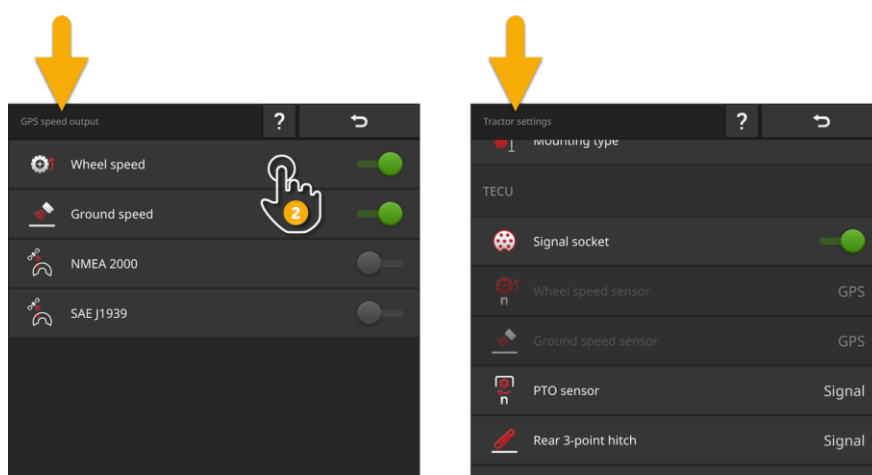 GPS speed output
?
Wheel speed
2
Ground speed
NMEA 2000
SAE J1939
Tractor settings
?
Mounting type
TECU
Signal socket
n
Wheel speed sensor GPS
Ground speed sensor GPS
n
PTO sensor Signal
Rear 3-point hitch Signal